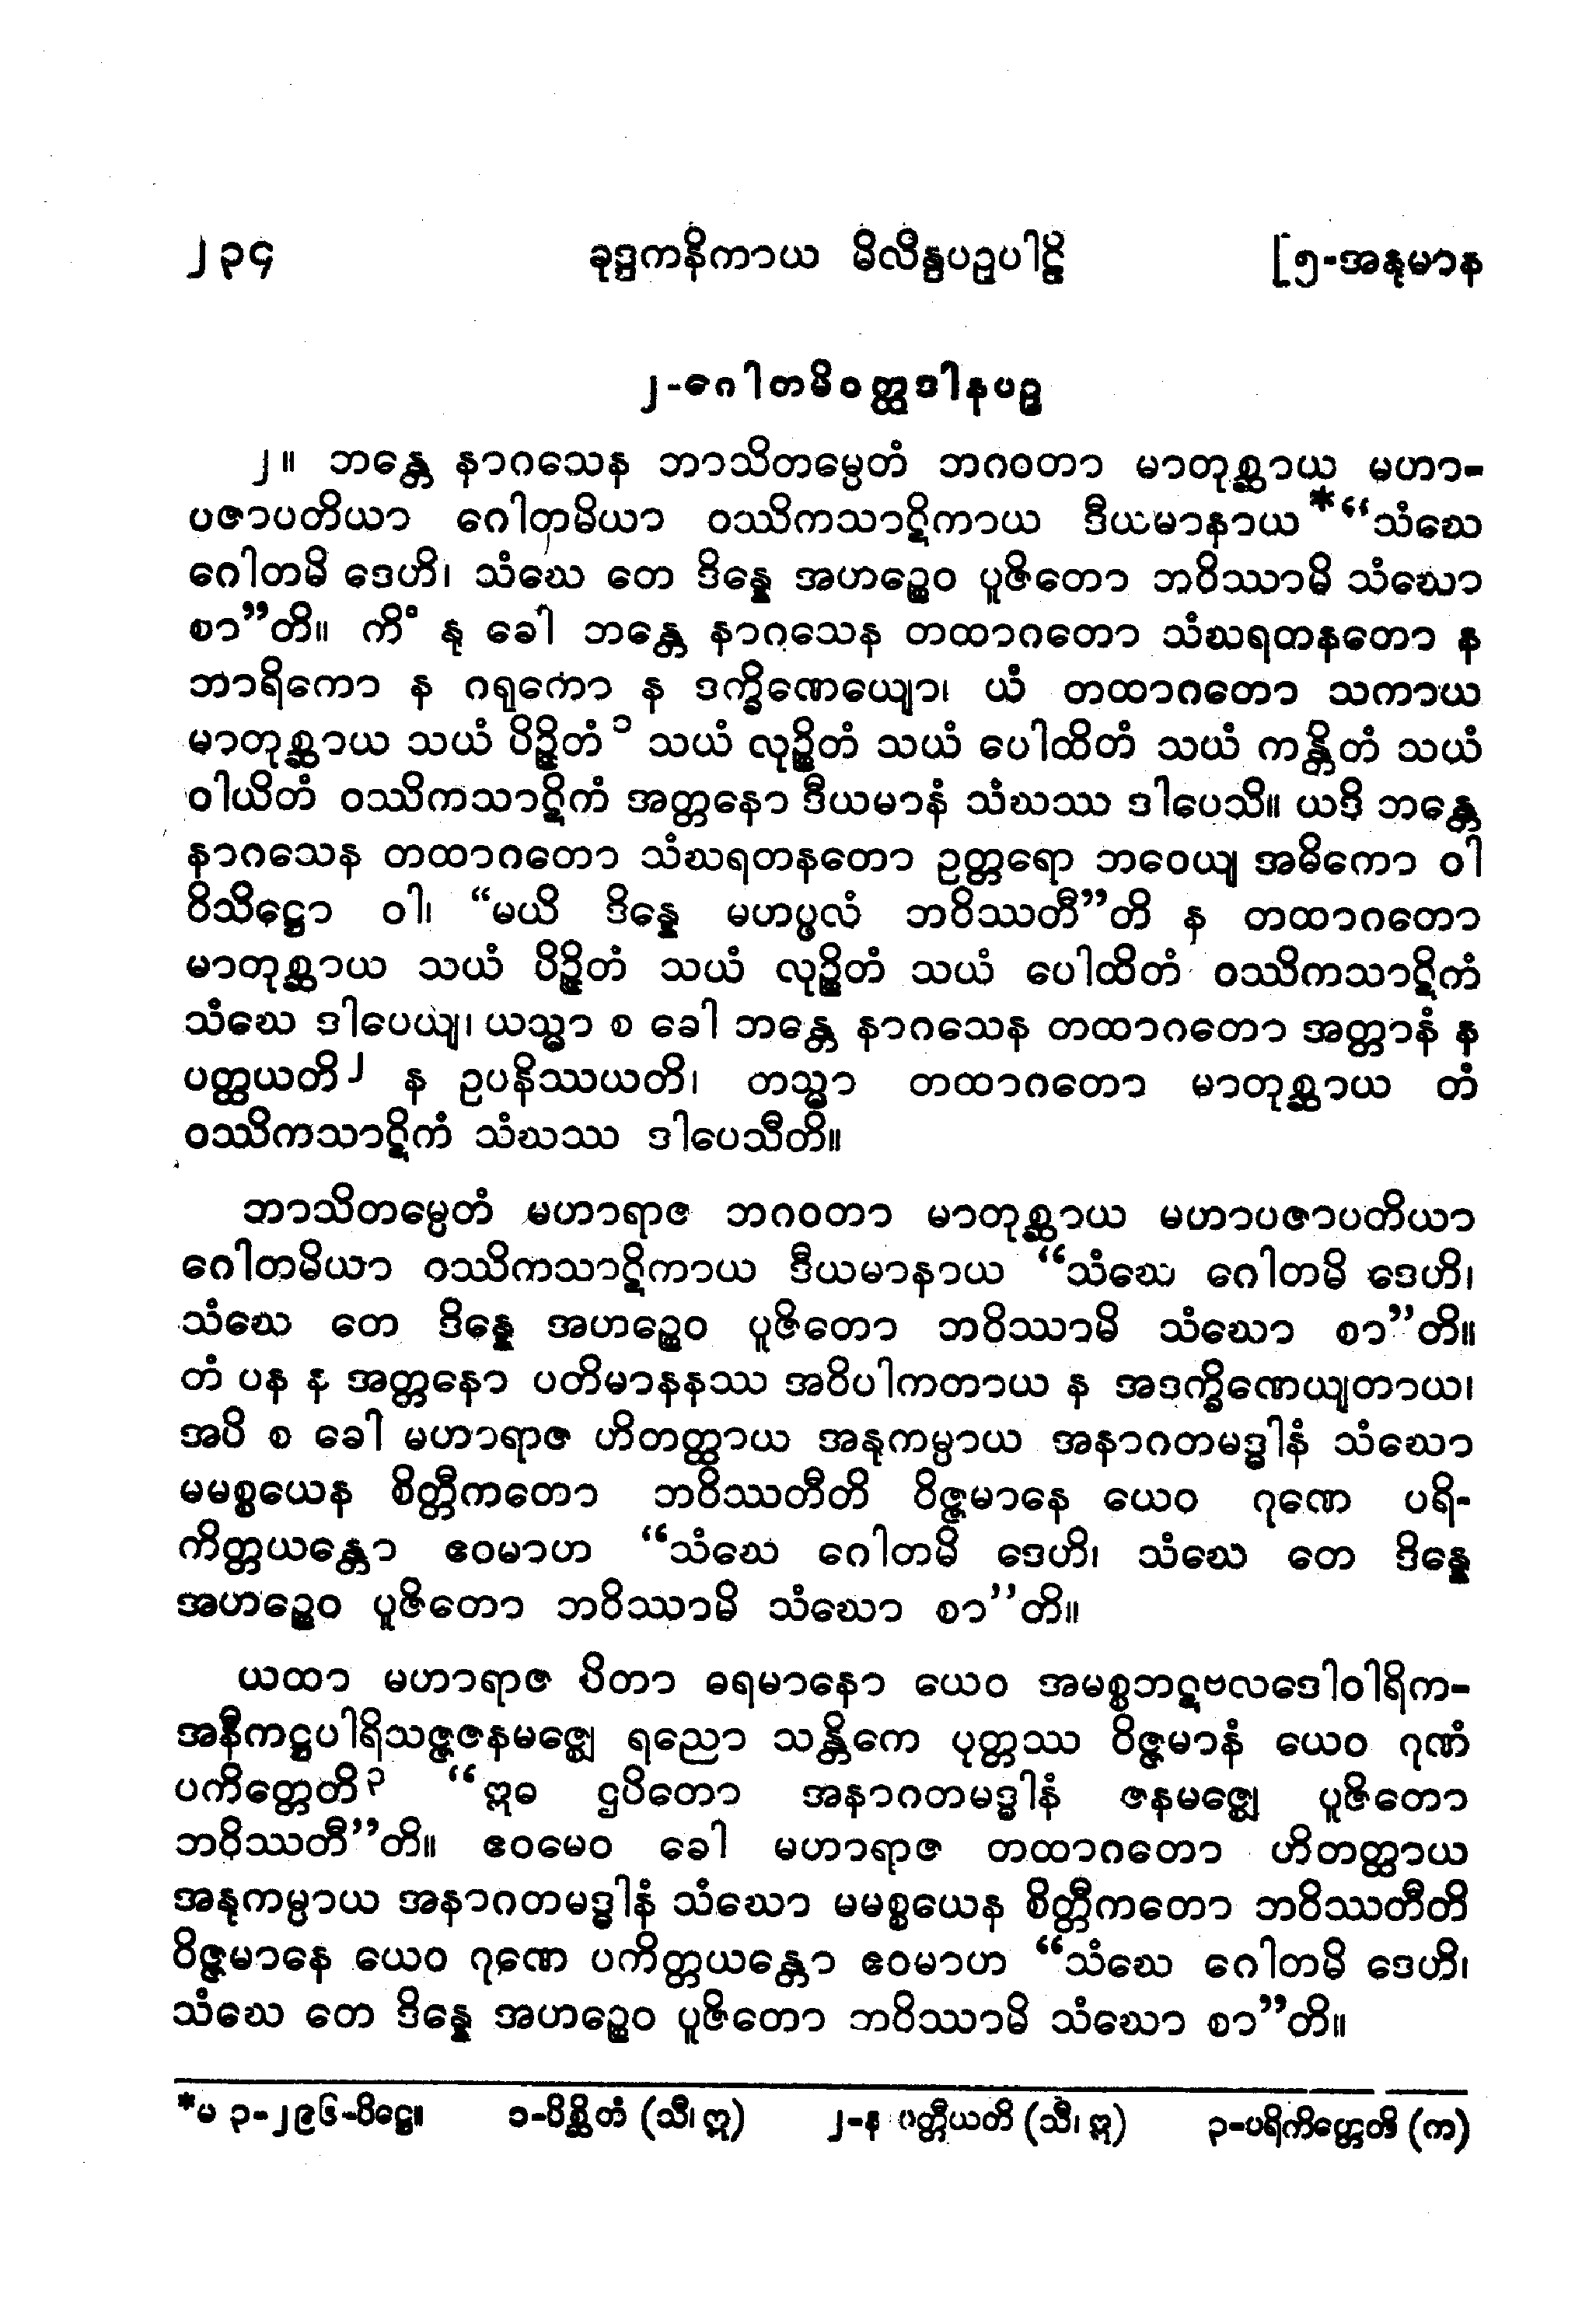 ၂၃၄ ခုဒ္ဒကနိကာယ မိလိန္ဒပဉှပါဠိ [၅-အနုမာန
၂-ဂေါတမိဝတ္ထဒါနပဉှ
၂။ ဘန္တေ နာဂသေန ဘာသိတမ္ပေတံ ဘဂဝတာ မာတုစ္ဆာယ မဟာ-
ပဇာပတိယာ ဂေါတမိယာ ဝဿိကသာဋိကာယ ဒီယမာနာယ * “သံဃေ
ဂေါတမိ ဒေဟိ၊ သံဃေ တေ ဒိန္နေ အဟဉ္စေဝ ပူဇိတော ဘဝိဿာမိ သံဃော
စာ”တိ။ ကိံ နု ခေါ ဘန္တေ နာဂသေန တထာဂတော သံဃရတနတော န
ဘာရိကော န ဂရုကော န ဒက္ခိဏေယျော၊ ယံ တထာဂတော သကာယ
မာတုစ္ဆာယ သယံ ပိဉ္ဇိတံ ၁ သယံ လုဉ္စိတံ သယံ ပေါထိတံ သယံ ကန္တိတံ သယံ
ဝါယိတံ ဝဿိကသာဋိကံ အတ္တနော ဒီယမာနံ သံဃဿ ဒါပေသိ။ ယဒိ ဘန္တေ
နာဂသေန တထာဂတော သံဃရတနတော ဥတ္တရော ဘဝေယျ အဓိကော ဝါ
ဝိသိဋ္ဌော ဝါ၊ “မယိ ဒိန္နေ မဟပ္ဖလံ ဘဝိဿတီ”တိ န တထာဂတော
မာတုစ္ဆာယ သယံ ပိဉ္ဇိတံ သယံ လုဉ္စိတံ သယံ ပေါထိတံ ဝဿိကသာဋိကံ
သံဃေ ဒါပေယျ၊ ယသ္မာ စ ခေါ ဘန္တေ နာဂသေန တထာဂတော အတ္တာနံ န
ပတ္ထယတိ ၂ န ဥပနိဿယတိ၊ တသ္မာ တထာဂတော မာတုစ္ဆာယ တံ
ဝဿိကသာဋိကံ သံဃဿ ဒါပေသီတိ။
ဘာသိတမ္ပေတံ မဟာရာဇ ဘဂဝတာ မာတုစ္ဆာယ မဟာပဇာပတိယာ
ဂေါတမိယာ ဝဿိကသာဋိကာယ ဒီယမာနာယ “သံဃေ ဂေါတမိ ဒေဟိ၊
သံဃေ တေ ဒိန္နေ အဟဉ္စေဝ ပူဇိတော ဘဝိဿာမိ သံဃော စာ”တိ။
တံ ပန န အတ္တနော ပတိမာနနဿ အဝိပါကတာယ န အဒက္ခိဏေယျတာယ၊
အပိ စ ခေါ မဟာရာဇ ဟိတတ္ထာယ အနုကမ္ပာယ အနာဂတမဒ္ဓါနံ သံဃော
မမစ္စယေန စိတ္တီကတော ဘဝိဿတီတိ ဝိဇ္ဇမာနေ ယေဝ ဂုဏေ ပရိ-
ကိတ္တယန္တော ဧဝမာဟ “သံဃေ ဂေါတမိ ဒေဟိ၊ သံဃေ တေ ဒိန္နေ
အဟဉ္စေဝ ပူဇိတော ဘဝိဿာမိ သံဃော စာ”တိ။
ယထာ မဟာရာဇ ပိတာ ဓရမာနော ယေဝ အမစ္စဘဋဗလဒေါဝါရိက-
အနီကဋ္ဌပါရိသဇ္ဇဇနမဇ္ဈေ ရညော သန္တိကေ ပုတ္တဿ ဝိဇ္ဇမာနံ ယေဝ ဂုဏံ
ပကိတ္တေတိ ၃ “ဣဓ ဌပိတော အနာဂတမဒ္ဓါနံ ဇနမဇ္ဈေ ပူဇိတော
ဘဝိဿတီ”တိ။ ဧဝမေဝ ခေါ မဟာရာဇ တထာဂတော ဟိတတ္ထာယ
အနုကမ္ပာယ အနာဂတမဒ္ဓါနံ သံဃော မမစ္စယေန စိတ္တီကတော ဘဝိဿတီတိ
ဝိဇ္ဇမာနေ ယေဝ ဂုဏေ ပကိတ္တယန္တော ဧဝမာဟ “သံဃေ ဂေါတမိ ဒေဟိ၊
သံဃေ တေ ဒိန္နေ အဟဉ္စေဝ ပူဇိတော ဘဝိဿာမိ သံဃော စာ”တိ။
*မ ၃-၂၉၆-ပိဋ္ဌေ။ ၁-ပိစ္ဆိတံ (သီ၊ ဣ) ၂-န ပတ္တီယတိ (သီ၊ ဣ) ၃-ပရိကိတ္တေတိ (က)